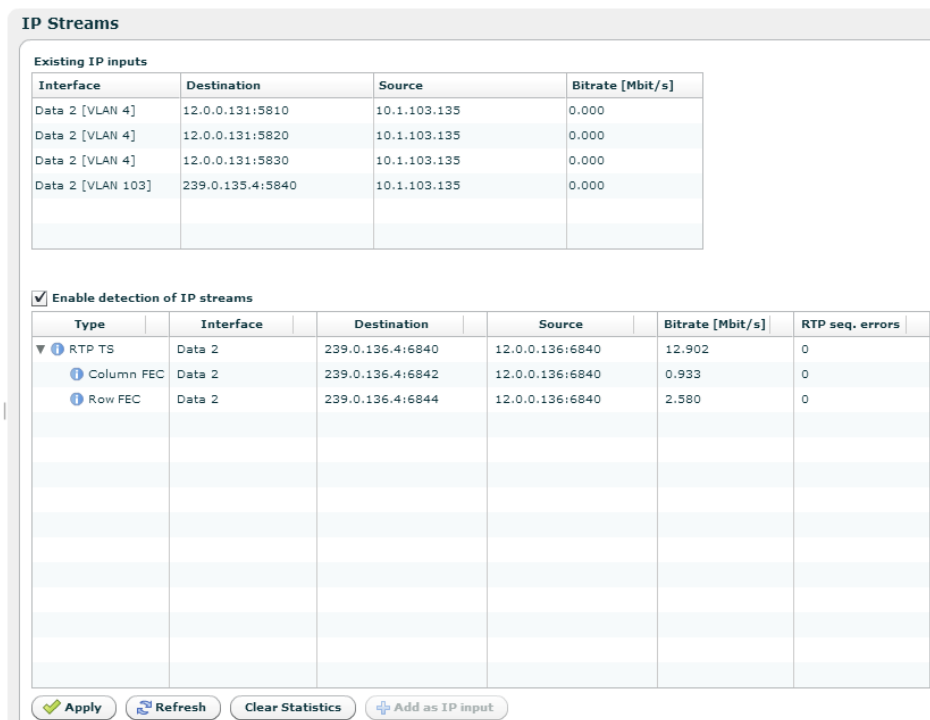 IP Streams
Existing IP inputs
Interface Destination Source Bitrate [Mbit/s]
Data 2 [VLAN 4] 12.0.0.131:5810 10.1.103.135 0.000
Data 2 [VLAN 4] 12.0.0.131:5820 10.1.103.135 0.000
Data 2 [VLAN 4] 12.0.0.131:5830 10.1.103.135 0.000
Data 2 [VLAN 103] 239.0.135.4:5840 10.1.103.135 0.000
Enable detection of IP streams
Type Interface Destination Source Bitrate [Mbit/s] RTP seq. errors
RTP TS Data 2 239.0.136.4:6840 12.0.0.136:6840 12.902 0
Column FEC Data 2 239.0.136.4:6842 12.0.0.136:6840 0.933 0
Row FEC Data 2 239.0.136.4:6844 12.0.0.136:6840 2.580 0
Apply Refresh Clear Statistics Add as IP input